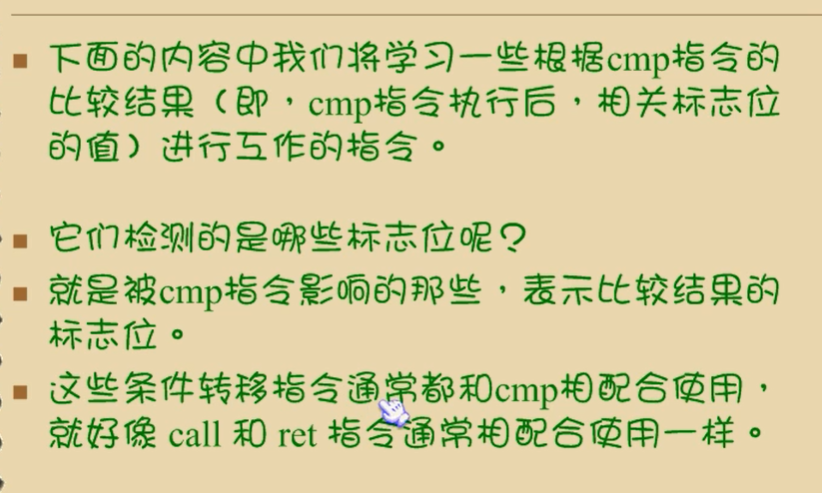 下面的内容中我们将学习一些根据cmp指令的
比较结果（即，cmp指令执行后，相关标志位
的值）进行互作的指令。
它们检测的是哪些标志位呢？
就是被cmp指令影响的那些，表示比较结果的
标志位。
这些条件转移指令通常都和cmp相配合使用，
就好像 call 和 ret 指令通常相配合使用一样。